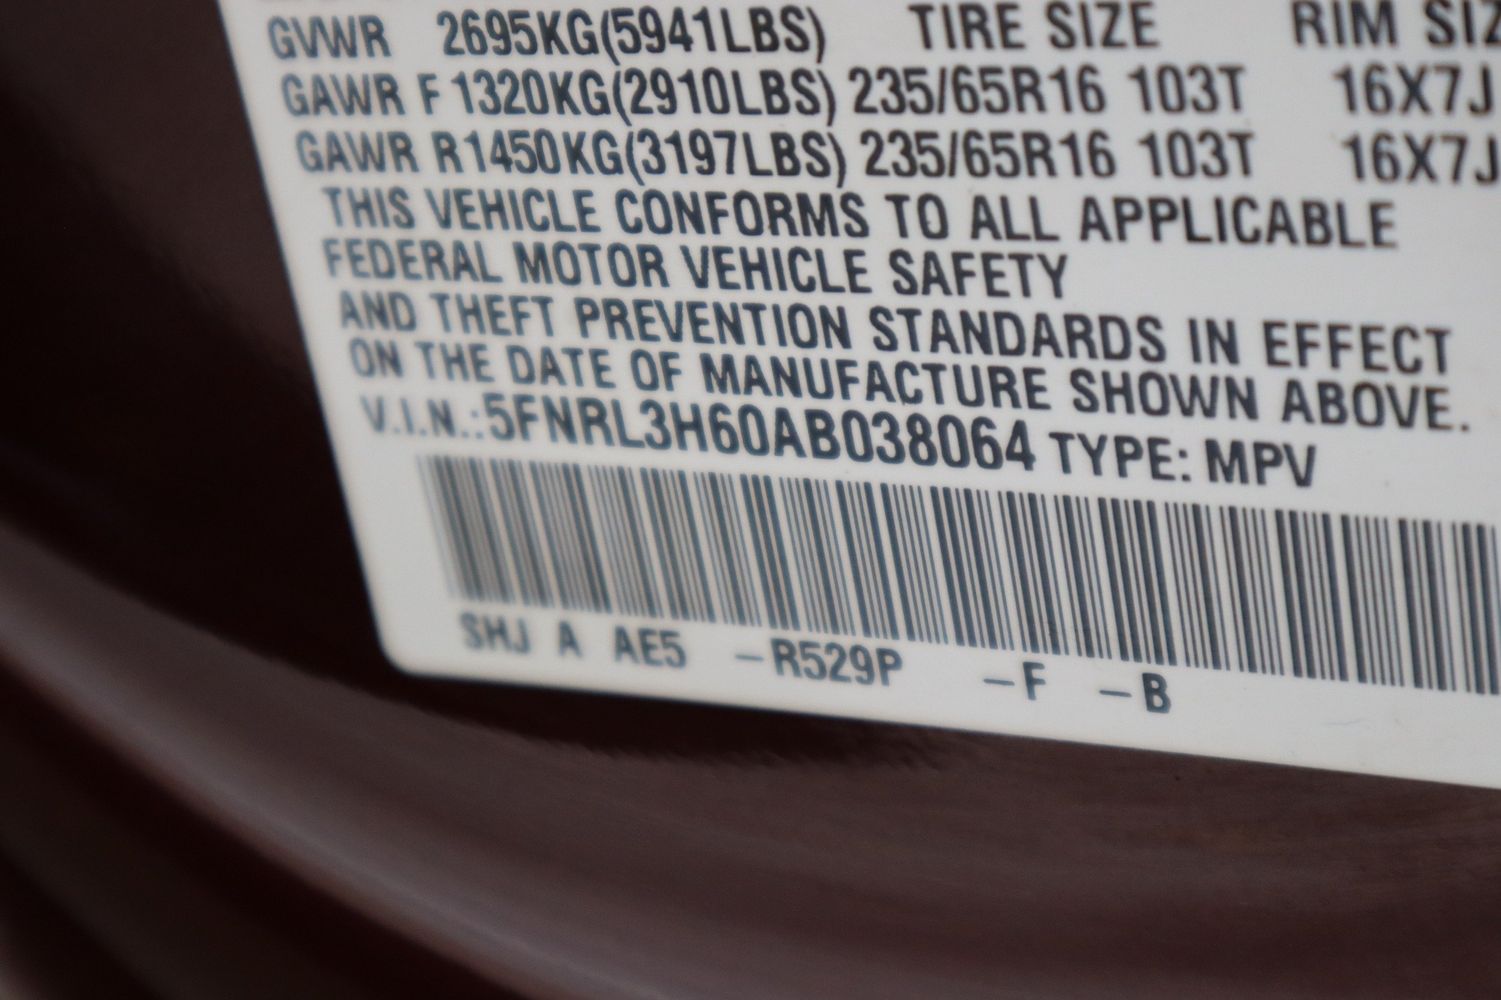 GVWR 2695KG(5941LBS) TIRE SIZE RIM SIZ
GAWR F 1320KG(2910LBS) 235/65R16 103T 16X7J
GAWR R1450KG(3197LBS) 235/65R16 103T 16X7J
THIS VEHICLE CONFORMS TO ALL APPLICABLE
FEDERAL MOTOR VEHICLE SAFETY
AND THEFT PREVENTION STANDARDS IN EFFECT
ON THE DATE OF MANUFACTURE SHOWN ABOVE.
V.I.N.:5FNRL3H60AB038064 TYPE: MPV
SHJ A AE5 –R529P –F –B